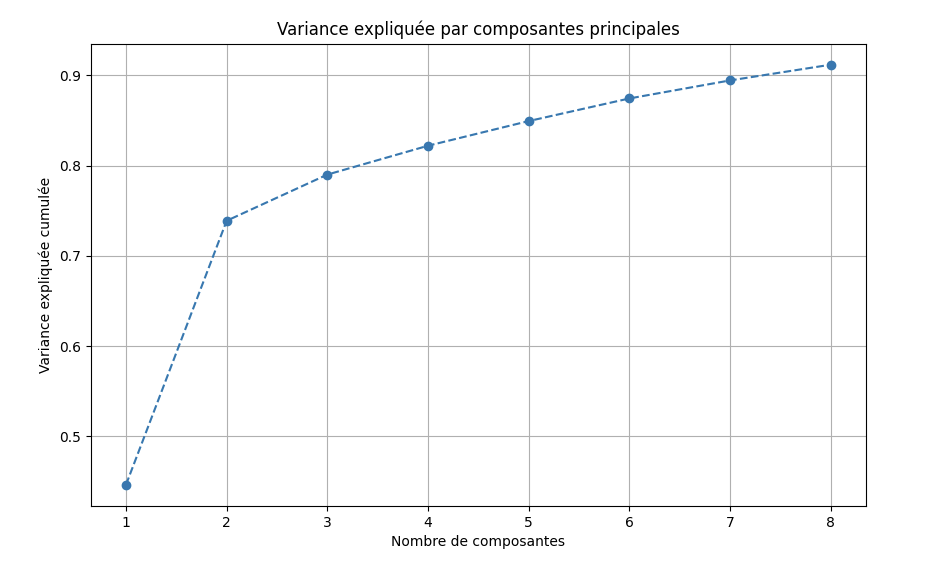 Variance expliquée par composantes principales
Variance expliquée cumulée
0.9
0.8
0.7
0.6
0.5
1 2 3 4 5 6 7 8
Nombre de composantes